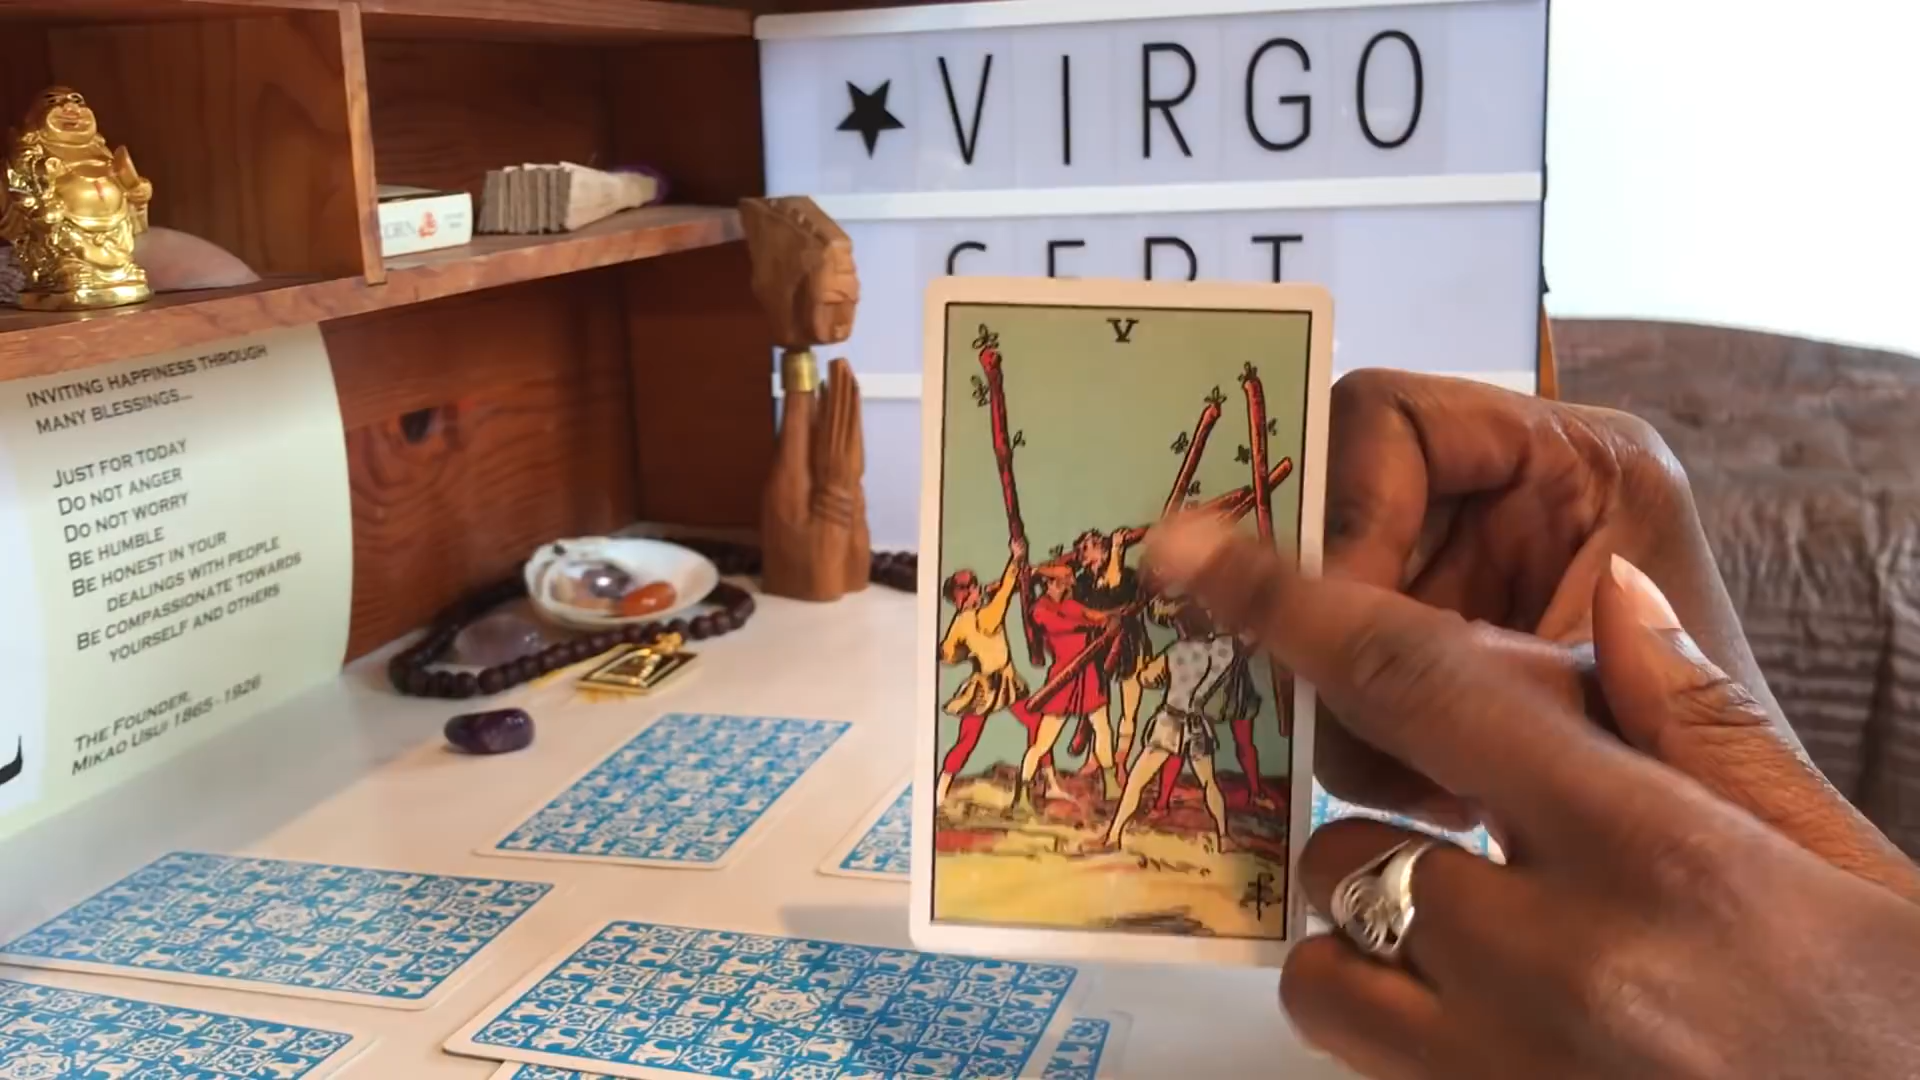 ★VIRGO
SEPT
V
INVITING HAPPINESS THROUGH
MANY BLESSINGS...
JUST FOR TODAY
DO NOT ANGER
DO NOT WORRY
BE HUMBLE
BE HONEST IN YOUR
DEALINGS WITH PEOPLE
BE COMPASSIONATE TOWARDS
YOURSELF AND OTHERS
THE FOUNDER,
MIKAO USUI 1865-1926